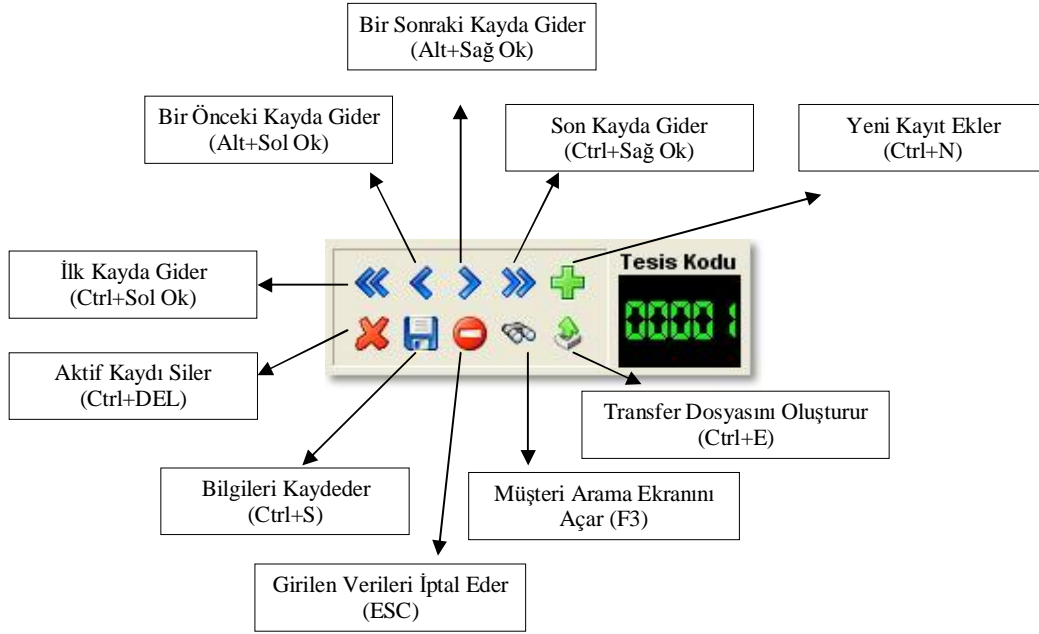 Bir Sonraki Kayda Gider
(Alt+Sağ Ok)
Bir Önceki Kayda Gider
(Alt+Sol Ok)
Son Kayda Gider
(Ctrl+Sağ Ok)
Yeni Kayıt Ekler
(Ctrl+N)
İlk Kayda Gider
(Ctrl+Sol Ok)
Tesis Kodu
00001
Aktif Kaydı Siler
(Ctrl+DEL)
Transfer Dosyasını Oluşturur
(Ctrl+E)
Bilgileri Kaydeder
(Ctrl+S)
Müşteri Arama Ekranını
Açar (F3)
Girilen Verileri İptal Eder
(ESC)